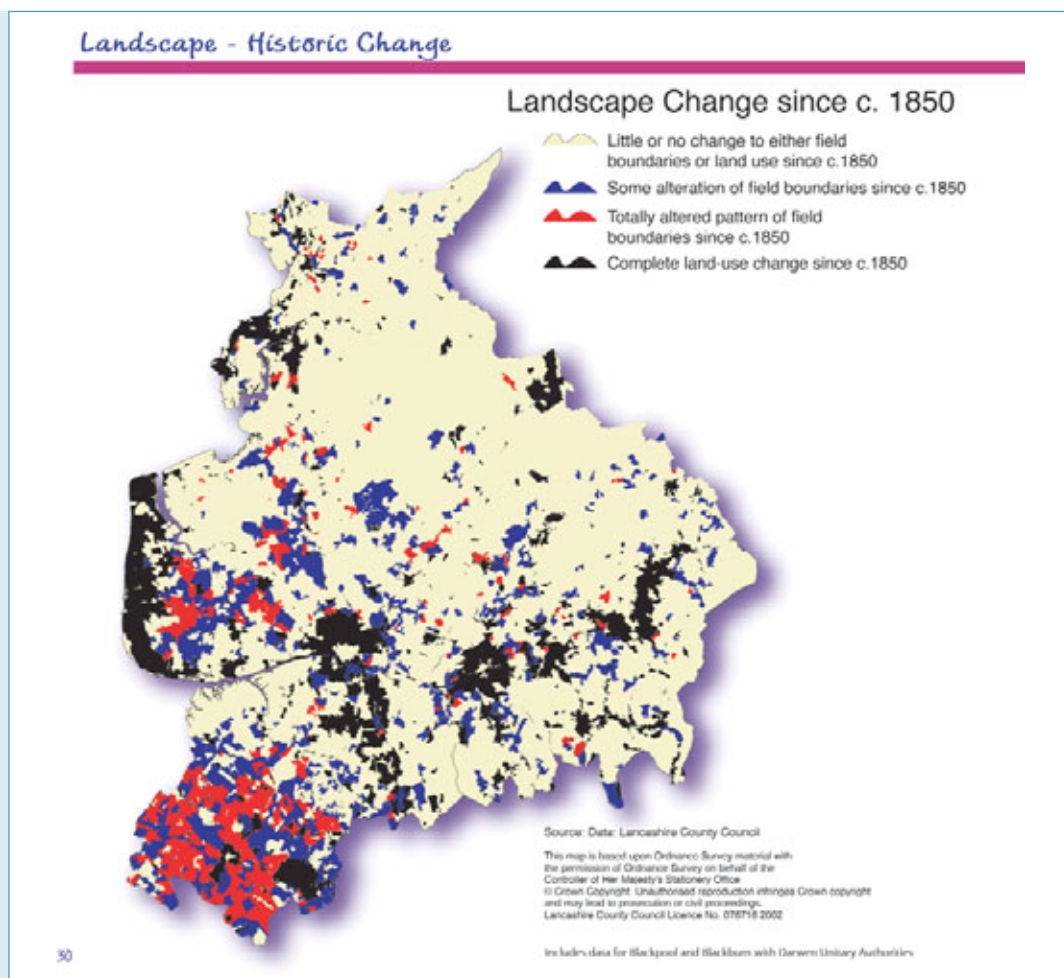 Landscape - Historic Change
Landscape Change since c. 1850
Little or no change to either field
boundaries or land use since c.1850
Some alteration of field boundaries since c.1850
Totally altered pattern of field
boundaries since c.1850
Complete land-use change since c.1850
Source: Data: Lancashire County Council
This map is based upon Ordnance Survey material with
the permission of Ordnance Survey on behalf of the
Controller of Her Majesty's Stationery Office
© Crown Copyright. Unauthorised reproduction infringes Crown copyright
and may lead to prosecution or civil proceedings.
Lancashire County Council Licence No. 076716 2002
Includes data for Blackpool and Blackburn with Darwen Unitary Authorities
30